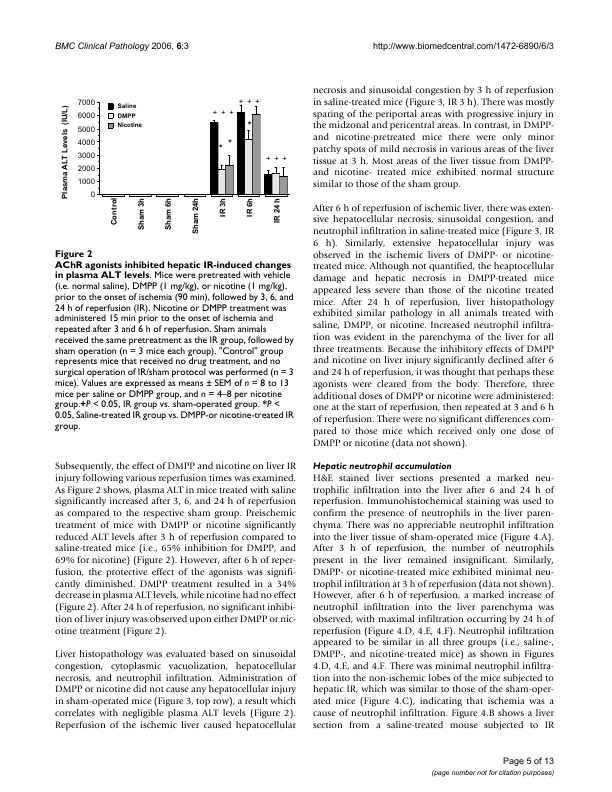 BMC Clinical Pathology 2006, 6:3
http://www.biomedcentral.com/1472-6890/6/3
Plasma ALT Levels (IU/L)
7000
6000
5000
4000
3000
2000
1000
0
Saline
DMPP
Nicotine
+ + +
+ + +
+ + +
*
*
*
Control
Sham 3h
Sham 6h
Sham 24h
IR 3h
IR 6h
IR 24 h
Figure 2
AChR agonists inhibited hepatic IR-induced changes
in plasma ALT levels. Mice were pretreated with vehicle
(i.e. normal saline), DMPP (1 mg/kg), or nicotine (1 mg/kg),
prior to the onset of ischemia (90 min), followed by 3, 6, and
24 h of reperfusion (IR). Nicotine or DMPP treatment was
administered 15 min prior to the onset of ischemia and
repeated after 3 and 6 h of reperfusion. Sham animals
received the same pretreatment as the IR group, followed by
sham operation (n = 3 mice each group). "Control" group
represents mice that received no drug treatment, and no
surgical operation of IR/sham protocol was performed (n = 3
mice). Values are expressed as means ± SEM of n = 8 to 13
mice per saline or DMPP group, and n = 4–8 per nicotine
group.+P < 0.05, IR group vs. sham-operated group. *P <
0.05, Saline-treated IR group vs. DMPP-or nicotine-treated IR
group.
Subsequently, the effect of DMPP and nicotine on liver IR
injury following various reperfusion times was examined.
As Figure 2 shows, plasma ALT in mice treated with saline
significantly increased after 3, 6, and 24 h of reperfusion
as compared to the respective sham group. Preischemic
treatment of mice with DMPP or nicotine significantly
reduced ALT levels after 3 h of reperfusion compared to
saline-treated mice (i.e., 65% inhibition for DMPP, and
69% for nicotine) (Figure 2). However, after 6 h of reper-
fusion, the protective effect of the agonists was signifi-
cantly diminished. DMPP treatment resulted in a 34%
decrease in plasma ALT levels, while nicotine had no effect
(Figure 2). After 24 h of reperfusion, no significant inhibi-
tion of liver injury was observed upon either DMPP or nic-
otine treatment (Figure 2).
Liver histopathology was evaluated based on sinusoidal
congestion, cytoplasmic vacuolization, hepatocellular
necrosis, and neutrophil infiltration. Administration of
DMPP or nicotine did not cause any hepatocellular injury
in sham-operated mice (Figure 3, top row), a result which
correlates with negligible plasma ALT levels (Figure 2).
Reperfusion of the ischemic liver caused hepatocellular
necrosis and sinusoidal congestion by 3 h of reperfusion
in saline-treated mice (Figure 3, IR 3 h). There was mostly
sparing of the periportal areas with progressive injury in
the midzonal and pericentral areas. In contrast, in DMPP-
and nicotine-pretreated mice there were only minor
patchy spots of mild necrosis in various areas of the liver
tissue at 3 h. Most areas of the liver tissue from DMPP-
and nicotine- treated mice exhibited normal structure
similar to those of the sham group.
After 6 h of reperfusion of ischemic liver, there was exten-
sive hepatocellular necrosis, sinusoidal congestion, and
neutrophil infiltration in saline-treated mice (Figure 3, IR
6 h). Similarly, extensive hepatocellular injury was
observed in the ischemic livers of DMPP- or nicotine-
treated mice. Although not quantified, the heaptocellular
damage and hepatic necrosis in DMPP-treated mice
appeared less severe than those of the nicotine treated
mice. After 24 h of reperfusion, liver histopathology
exhibited similar pathology in all animals treated with
saline, DMPP, or nicotine. Increased neutrophil infiltra-
tion was evident in the parenchyma of the liver for all
three treatments. Because the inhibitory effects of DMPP
and nicotine on liver injury significantly declined after 6
and 24 h of reperfusion, it was thought that perhaps these
agonists were cleared from the body. Therefore, three
additional doses of DMPP or nicotine were administered:
one at the start of reperfusion, then repeated at 3 and 6 h
of reperfusion. There were no significant differences com-
pared to those mice which received only one dose of
DMPP or nicotine (data not shown).
Hepatic neutrophil accumulation
H&E stained liver sections presented a marked neu-
trophilic infiltration into the liver after 6 and 24 h of
reperfusion. Immunohistochemical staining was used to
confirm the presence of neutrophils in the liver paren-
chyma. There was no appreciable neutrophil infiltration
into the liver tissue of sham-operated mice (Figure 4.A).
After 3 h of reperfusion, the number of neutrophils
present in the liver remained insignificant. Similarly,
DMPP- or nicotine-treated mice exhibited minimal neu-
trophil infiltration at 3 h of reperfusion (data not shown).
However, after 6 h of reperfusion, a marked increase of
neutrophil infiltration into the liver parenchyma was
observed, with maximal infiltration occurring by 24 h of
reperfusion (Figure 4.D, 4.E, 4.F). Neutrophil infiltration
appeared to be similar in all three groups (i.e., saline-,
DMPP-, and nicotine-treated mice) as shown in Figures
4.D, 4.E, and 4.F. There was minimal neutrophil infiltra-
tion into the non-ischemic lobes of the mice subjected to
hepatic IR, which was similar to those of the sham-oper-
ated mice (Figure 4.C), indicating that ischemia was a
cause of neutrophil infiltration. Figure 4.B shows a liver
section from a saline-treated mouse subjected to IR
Page 5 of 13
(page number not for citation purposes)